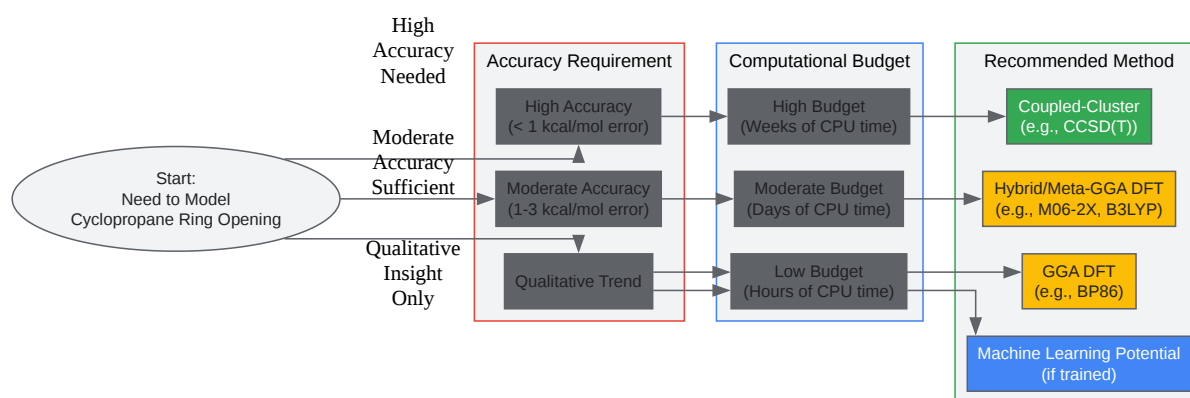 High
Accuracy
Needed
Accuracy Requirement
Computational Budget
Recommended Method
High Accuracy
(< 1 kcal/mol error)
High Budget
(Weeks of CPU time)
Coupled-Cluster
(e.g., CCSD(T))
Moderate
Accuracy
Sufficient
Start:
Need to Model
Cyclopropane Ring Opening
Moderate Accuracy
(1-3 kcal/mol error)
Moderate Budget
(Days of CPU time)
Hybrid/Meta-GGA DFT
(e.g., M06-2X, B3LYP)
Qualitative
Insight
Only
Qualitative Trend
Low Budget
(Hours of CPU time)
GGA DFT
(e.g., BP86)
Machine Learning Potential
(if trained)